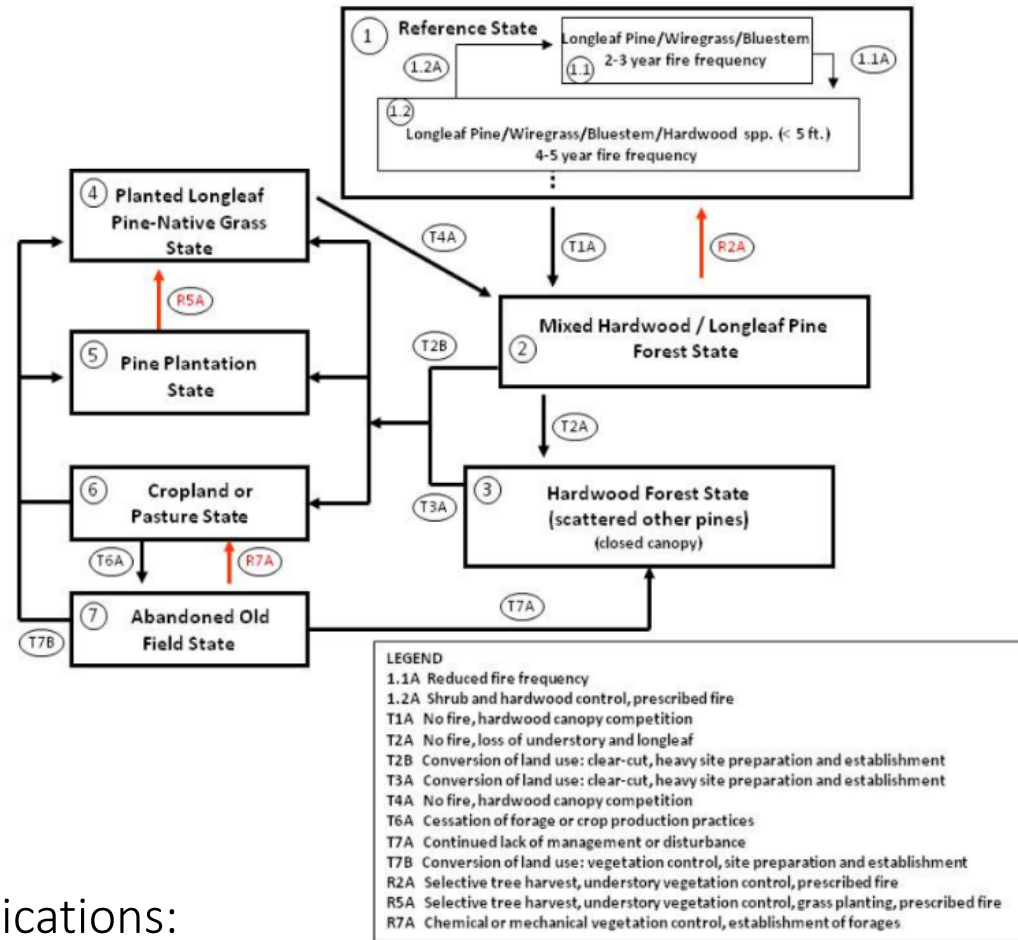 1
Reference State
1.2A
Longleaf Pine/Wiregrass/Bluestem
2-3 year fire frequency
1.1
1.1A
1.2
Longleaf Pine/Wiregrass/Bluestem/Hardwood spp. (< 5 ft.)
4-5 year fire frequency
4
Planted Longleaf
Pine-Native Grass
State
T4A
T1A
R2A
R5A
2
Mixed Hardwood / Longleaf Pine
Forest State
5
Pine Plantation
State
T2B
T2A
6
Cropland or
Pasture State
T3A
3
Hardwood Forest State
(scattered other pines)
(closed canopy)
T6A
R7A
7
Abandoned Old
Field State
T7A
T7B
LEGEND
1.1A Reduced fire frequency
1.2A Shrub and hardwood control, prescribed fire
T1A No fire, hardwood canopy competition
T2A No fire, loss of understory and longleaf
T2B Conversion of land use: clear-cut, heavy site preparation and establishment
T3A Conversion of land use: clear-cut, heavy site preparation and establishment
T4A No fire, hardwood canopy competition
T6A Cessation of forage or crop production practices
T7A Continued lack of management or disturbance
T7B Conversion of land use: vegetation control, site preparation and establishment
R2A Selective tree harvest, understory vegetation control, prescribed fire
R5A Selective tree harvest, understory vegetation control, grass planting, prescribed fire
R7A Chemical or mechanical vegetation control, establishment of forages
ications: